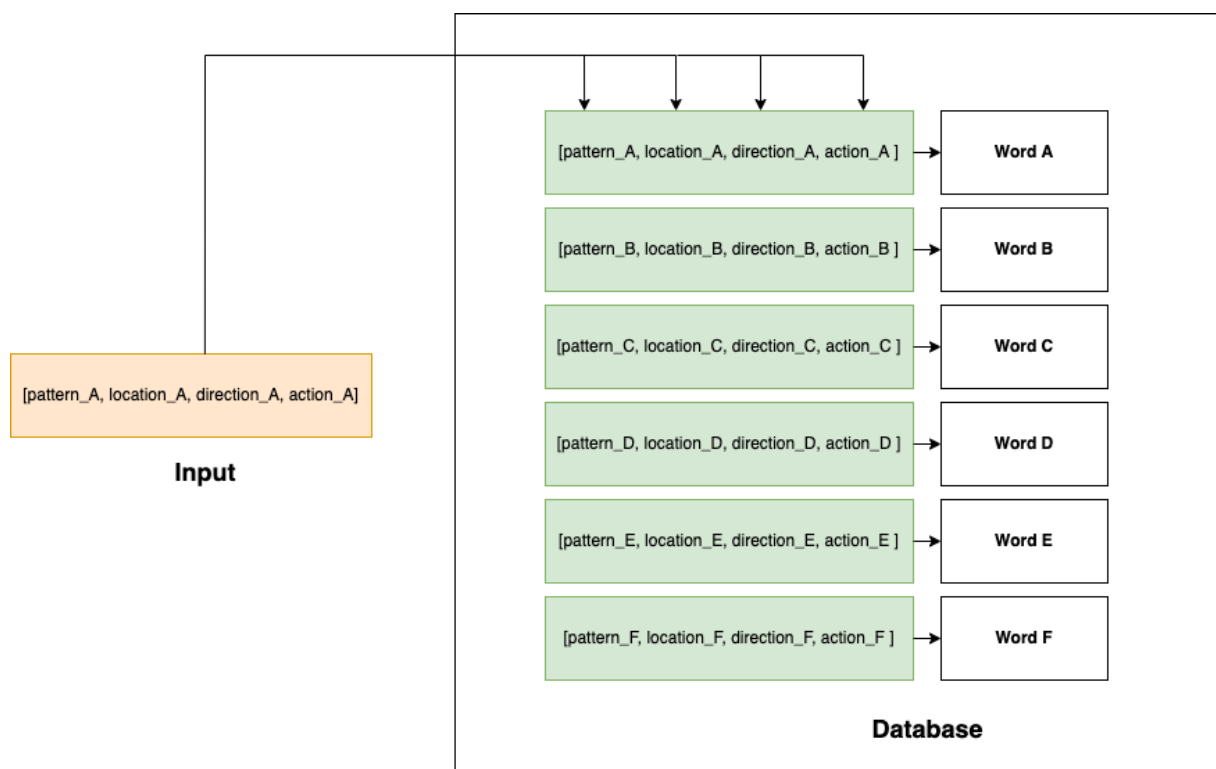 [pattern_A, location_A, direction_A, action_A ]
Word A
[pattern_B, location_B, direction_B, action_B ]
Word B
[pattern_C, location_C, direction_C, action_C ]
Word C
[pattern_A, location_A, direction_A, action_A]
Input
[pattern_D, location_D, direction_D, action_D ]
Word D
[pattern_E, location_E, direction_E, action_E ]
Word E
[pattern_F, location_F, direction_F, action_F ]
Word F
Database